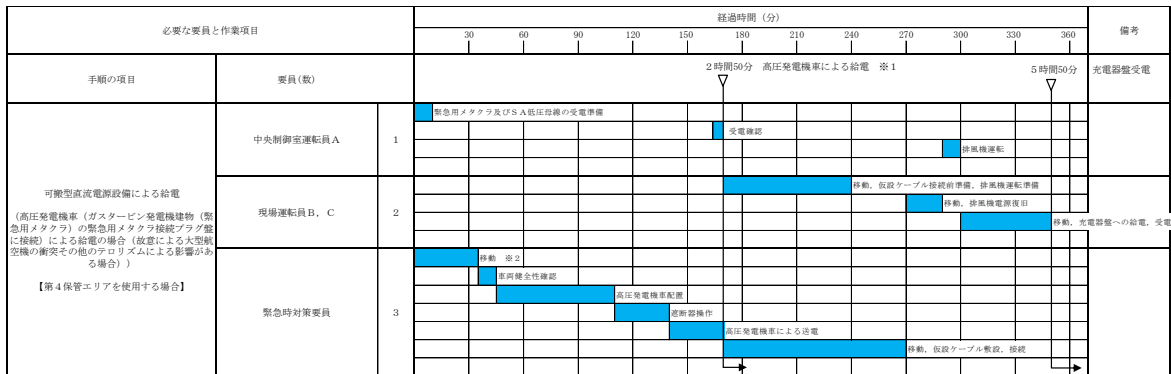 必要な要員と作業項目
経過時間（分）
備考
30 60 90 120 150 180 210 240 270 300 330 360
手順の項目
要員(数)
2時間50分 高圧発電機車による給電 ※1
5時間50分
充電器盤受電
可搬型直流電源設備による給電
（高圧発電機車（ガスタービン発電機建物（緊
急用メタクラ）の緊急用メタクラ接続プラグ盤
に接続）による給電の場合（故意による大型航
空機の衝突その他のテロリズムによる影響があ
る場合））
【第4保管エリアを使用する場合】
中央制御室運転員A
1
緊急用メタクラ及びSA低圧母線の受電準備
受電確認
排風機運転
現場運転員B，C
2
移動，仮設ケーブル接続前準備，排風機運転準備
移動，排風機電源復旧
移動，充電器盤への給電，受電
緊急時対策要員
3
移動 ※2
車両健全性確認
高圧発電機車配置
遮断器操作
高圧発電機車による送電
移動，仮設ケーブル敷設，接続